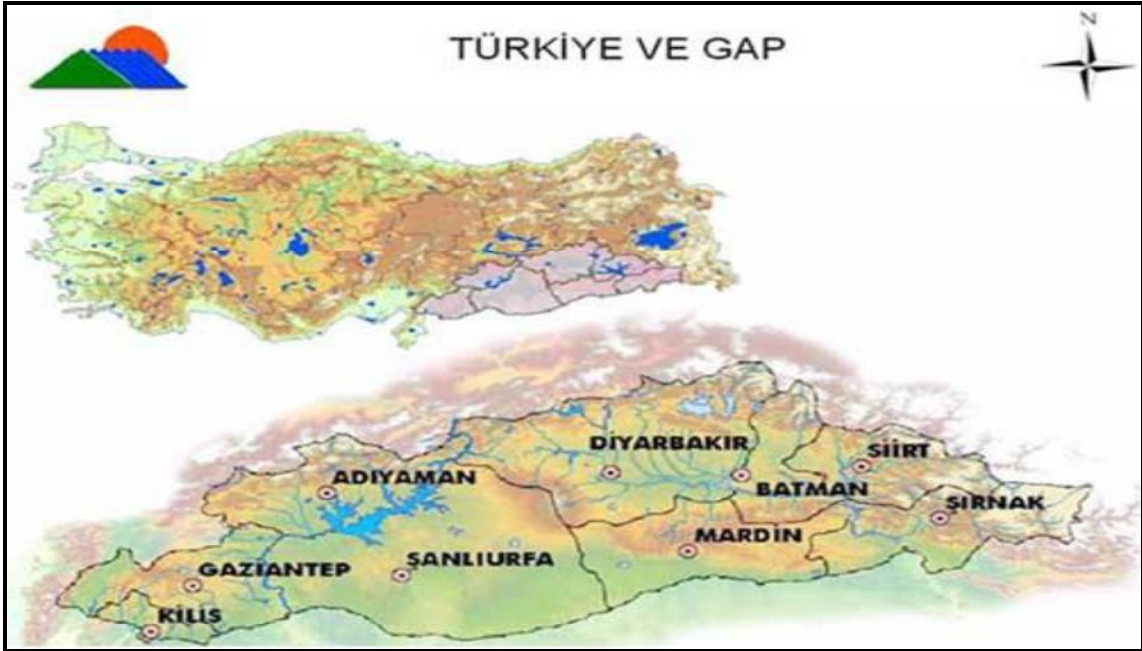 TÜRKİYE VE GAP
N
DİYARBAKIR
SİİRT
ADIYAMAN
BATMAN
ŞIRNAK
MARDİN
ŞANLIURFA
GAZİANTEP
KİLİS